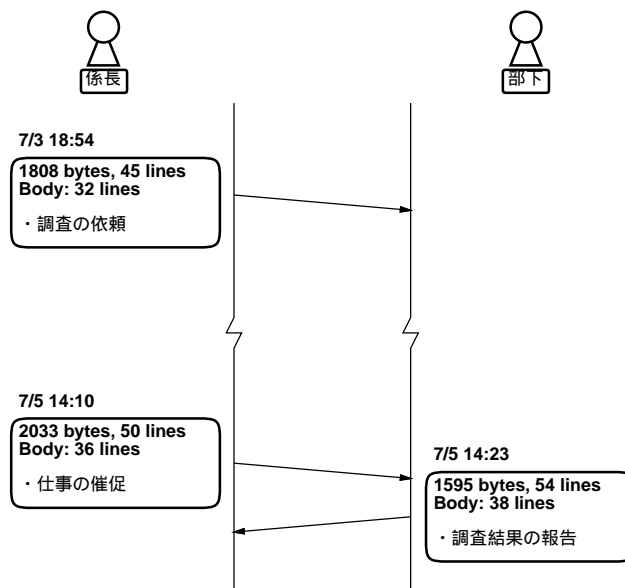 係長
部下
7/3 18:54
1808 bytes, 45 lines
Body: 32 lines
・調査の依頼
7/5 14:10
2033 bytes, 50 lines
Body: 36 lines
・仕事の催促
7/5 14:23
1595 bytes, 54 lines
Body: 38 lines
・調査結果の報告